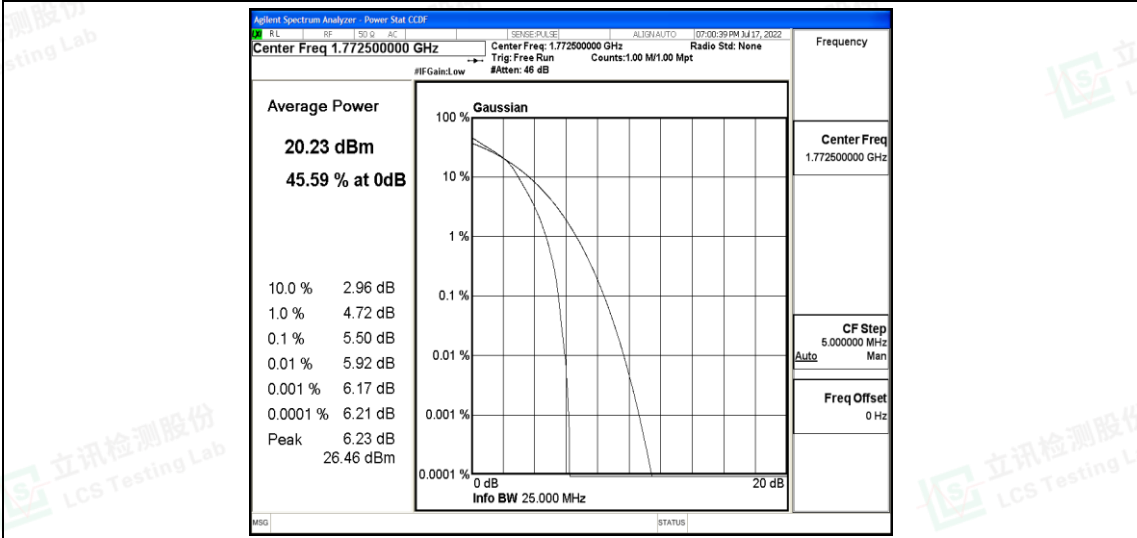 Agilent Spectrum Analyzer - Power Stat CCDF
LXI RL RF 50 Ω AC SENSE:PULSE ALIGNAUTO 07:00:39 PM Jul 17, 2022
Center Freq 1.772500000 GHz
Center Freq: 1.772500000 GHz Radio Std: None
Trig: Free Run Counts:1.00 M/1.00 Mpt
#IFGain:Low #Atten: 46 dB
Frequency
Average Power
20.23 dBm
45.59 % at 0dB
10.0 % 2.96 dB
1.0 % 4.72 dB
0.1 % 5.50 dB
0.01 % 5.92 dB
0.001 % 6.17 dB
0.0001 % 6.21 dB
Peak 6.23 dB
26.46 dBm
Gaussian
100 %
10 %
1 %
0.1 %
0.01 %
0.001 %
0.0001 %
0 dB 20 dB
Info BW 25.000 MHz
Center Freq
1.772500000 GHz
CF Step
5.000000 MHz
Auto Man
Freq Offset
0 Hz
MSG STATUS
测股份
sting Lab
立讯检测股份
LCS Testing Lab
立讯检测股份
LCS Testing L